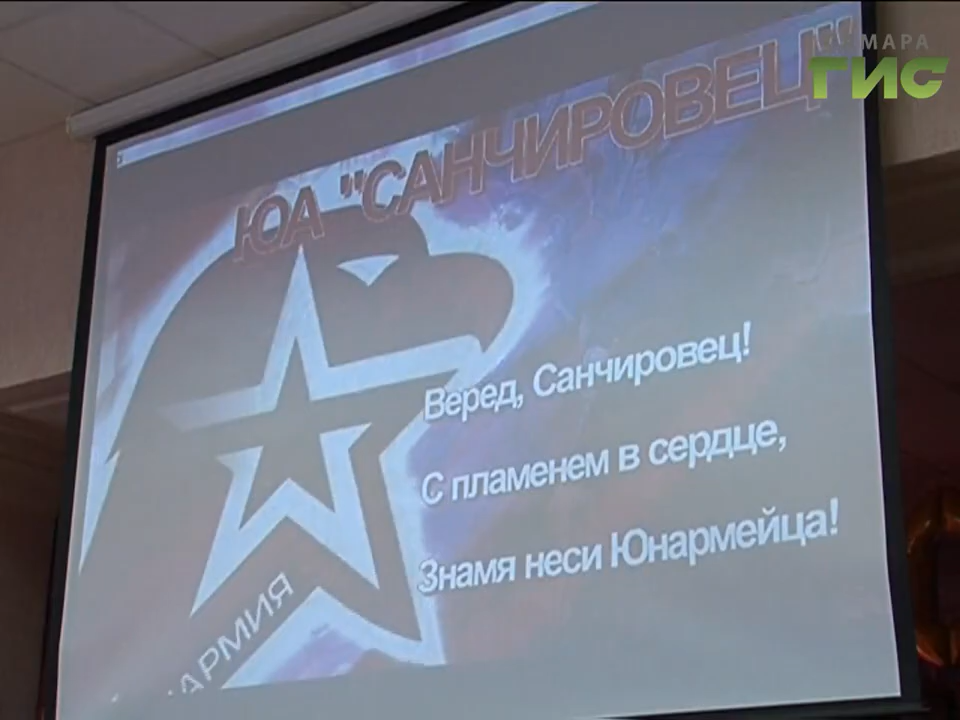 САМАРА
ГИС
ЮА "САНЧИРОВЕЦ"
Веред, Санчировец!
С пламенем в сердце,
Знамя неси Юнармейца!
АРМИЯ